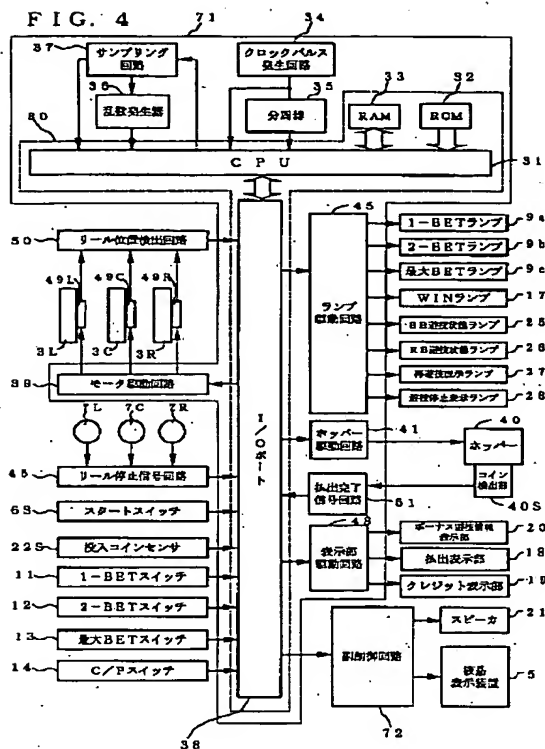 FIG. 4
71
34
37
サンプリング
回路
クロックパルス
発生回路
36
乱数発生器
35
分周器
33
RAM
32
ROM
30
CPU
31
50
リール位置検出回路
49L
49C
49R
3L
3C
3R
39
モータ駆動回路
7L
7C
7R
リール停止信号回路
6S
スタートスイッチ
22S
投入コインセンサ
11
1-BETスイッチ
12
2-BETスイッチ
13
最大BETスイッチ
14
C/Pスイッチ
I/Oポート
38
45
ランプ
駆動回路
1-BETランプ
9a
2-BETランプ
9b
最大BETランプ
9c
WINランプ
17
BB遊技状態ランプ
25
RB遊技状態ランプ
26
再遊技表示ランプ
27
遊技停止表示ランプ
28
41
ホッパー
駆動回路
40
ホッパー
コイン
検出部
40S
払出完了
信号回路
51
48
表示部
駆動回路
ボーナス遊技情報
表示部
20
払出表示部
18
クレジット表示部
19
副制御回路
72
スピーカ
21
液晶
表示装置
5